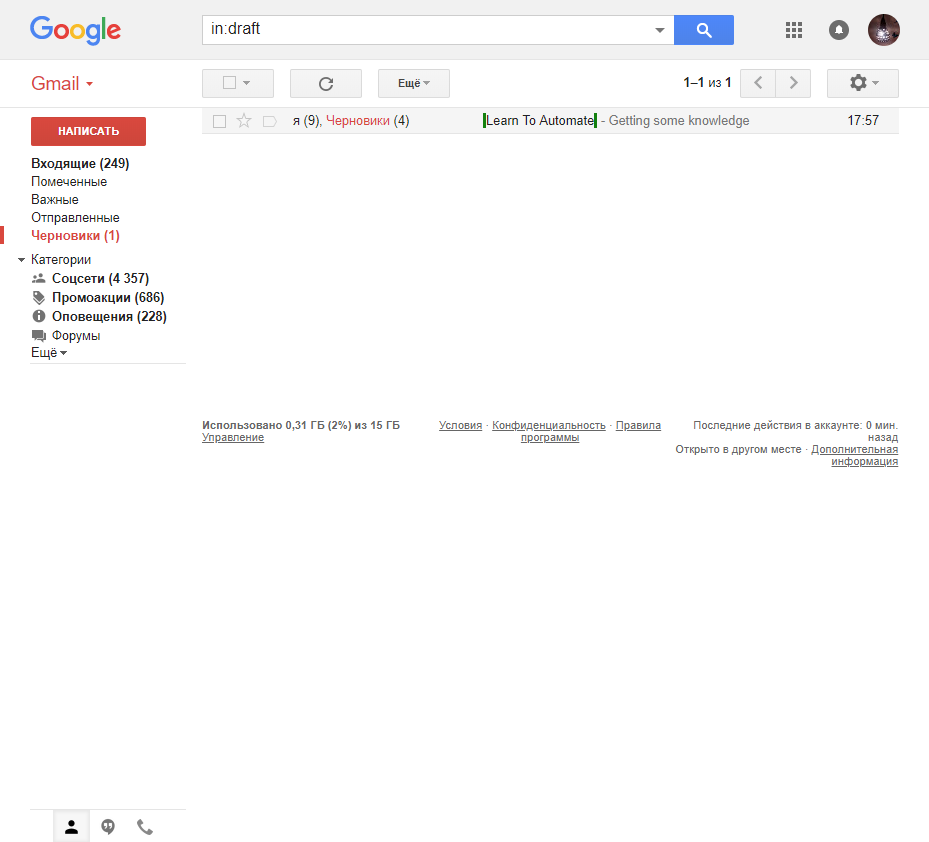 Google
in:draft
Gmail
Ещё
1–1 из 1
НАПИСАТЬ
я (9), Черновики (4)
Learn To Automate - Getting some knowledge
17:57
Входящие (249)
Помеченные
Важные
Отправленные
Черновики (1)
Категории
Соцсети (4 357)
Промоакции (686)
Оповещения (228)
Форумы
Ещё
Использовано 0,31 ГБ (2%) из 15 ГБ
Управление
Условия · Конфиденциальность · Правила
программы
Последние действия в аккаунте: 0 мин.
назад
Открыто в другом месте · Дополнительная
информация